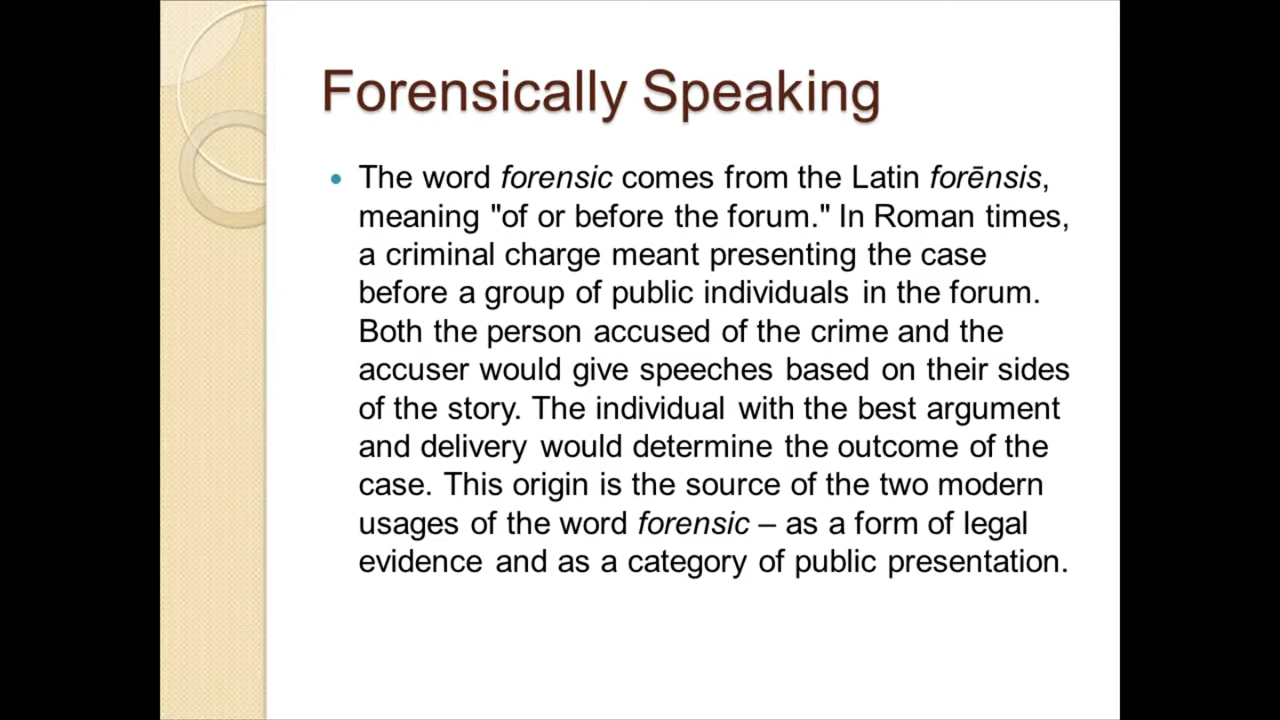 Forensically Speaking
• The word forensic comes from the Latin forēnsis,
meaning "of or before the forum." In Roman times,
a criminal charge meant presenting the case
before a group of public individuals in the forum.
Both the person accused of the crime and the
accuser would give speeches based on their sides
of the story. The individual with the best argument
and delivery would determine the outcome of the
case. This origin is the source of the two modern
usages of the word forensic – as a form of legal
evidence and as a category of public presentation.